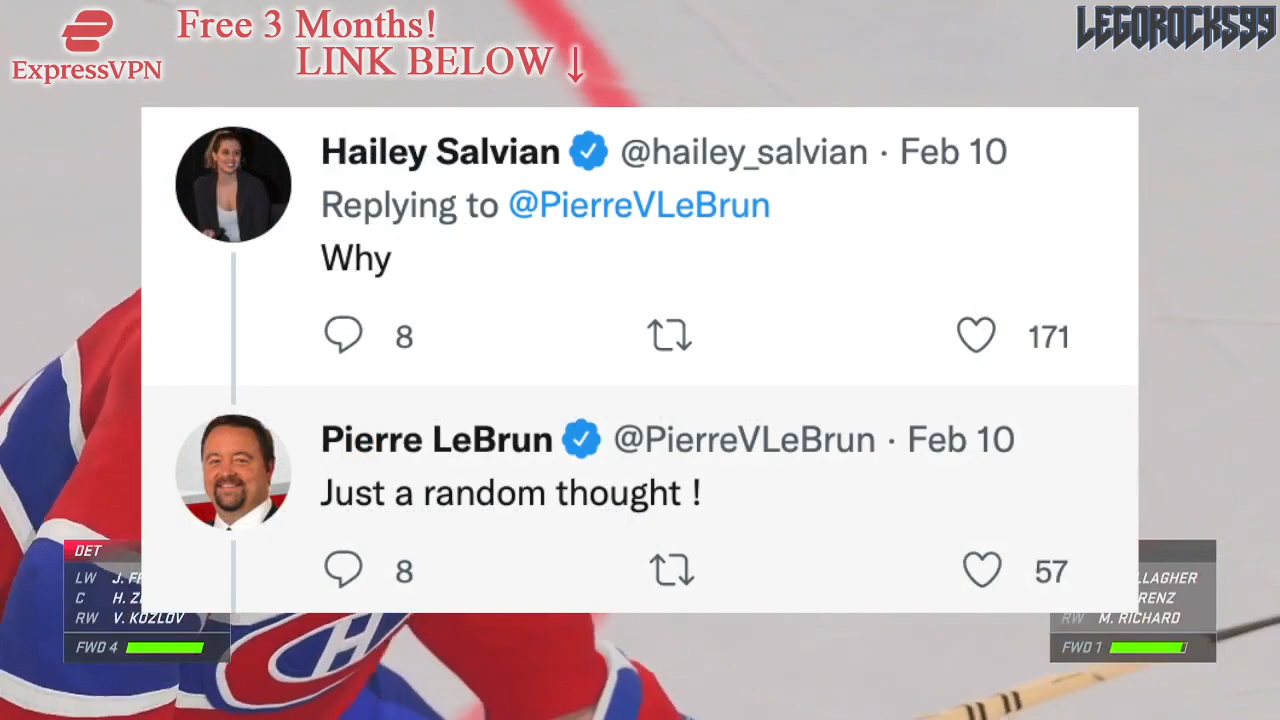 Free 3 Months!
LINK BELOW ↓
ExpressVPN
LEGOROCKS99
Hailey Salvian @hailey_salvian · Feb 10
Replying to @PierreVLeBrun
Why
8 171
Pierre LeBrun @PierreVLeBrun · Feb 10
Just a random thought !
8 57
DET
LW J. F
C H. Z
RW V. KOZLOV
FWD 4
LLAGHER
RENZ
RW M. RICHARD
FWD 1